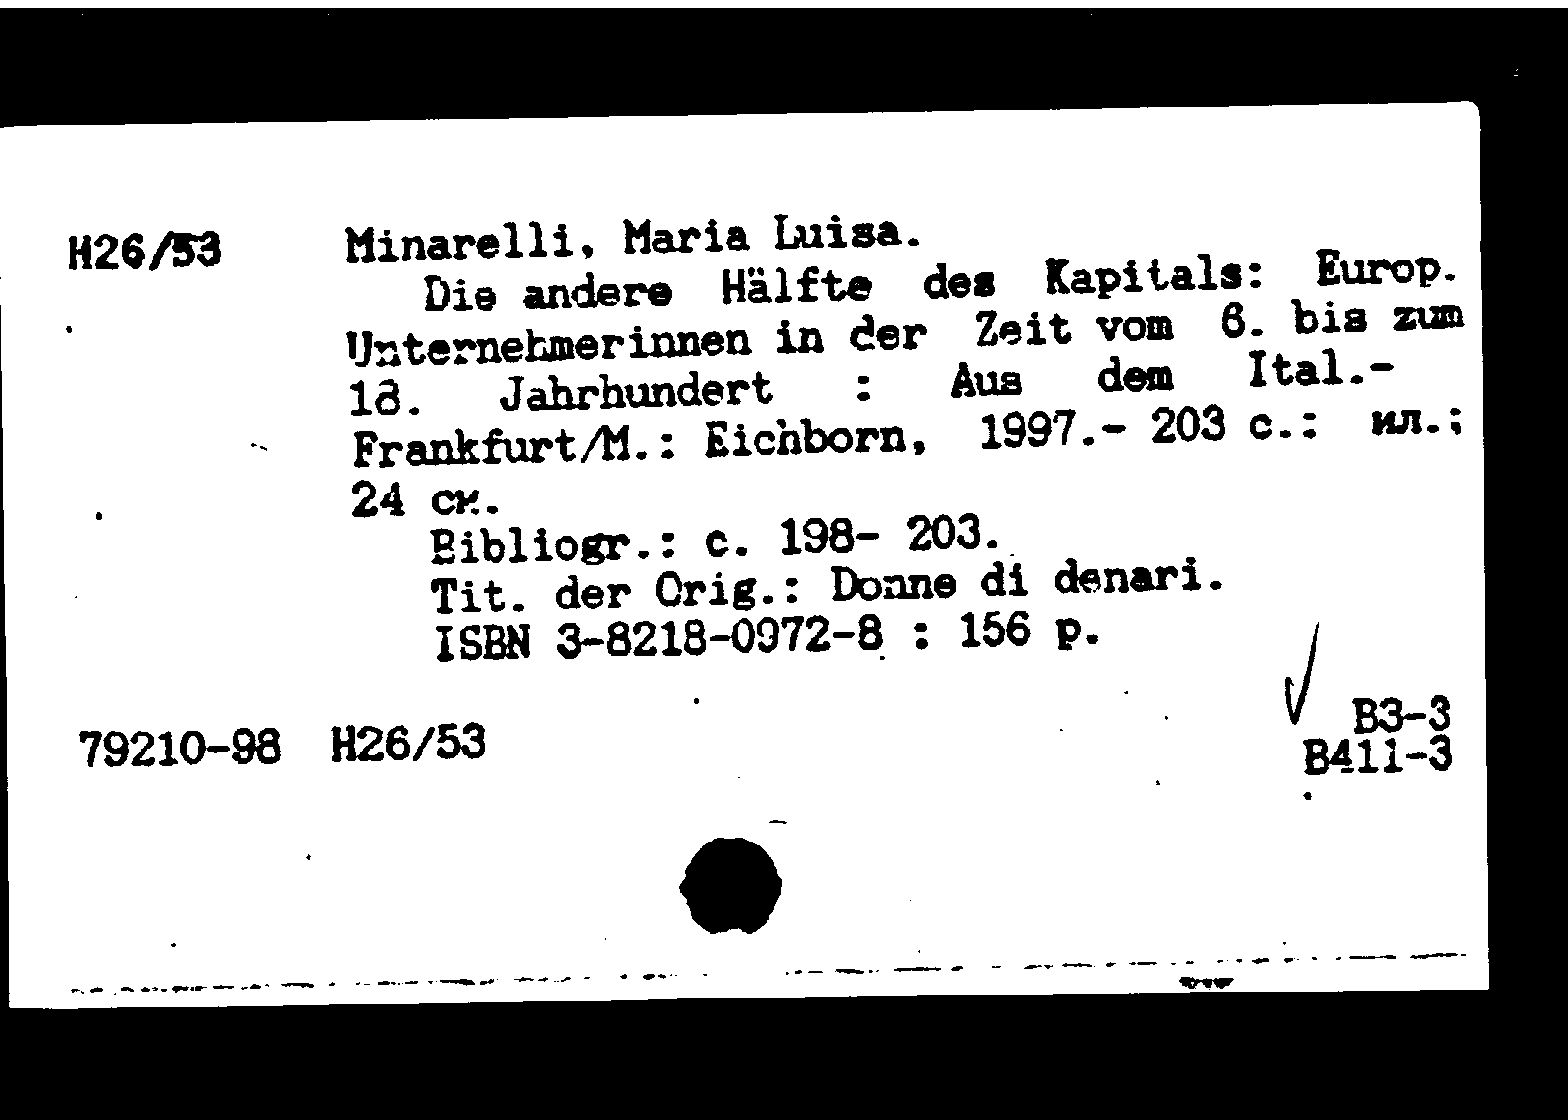 H26/53 Minarelli, Maria Luisa.
Die andere Hälfte des Kapitals: Europ.
Unternehmerinnen in der Zeit vom 6. bis zum
18. Jahrhundert : Aus dem Ital.-
Frankfurt/M.: Eichborn, 1997.- 203 с.: ил.;
24 см.
Bibliogr.: с. 198- 203.
Tit. der Orig.: Donne di denari.
ISBN 3-8218-0972-8 : 156 р.
79210-98 H26/53
В3-3
В411-3